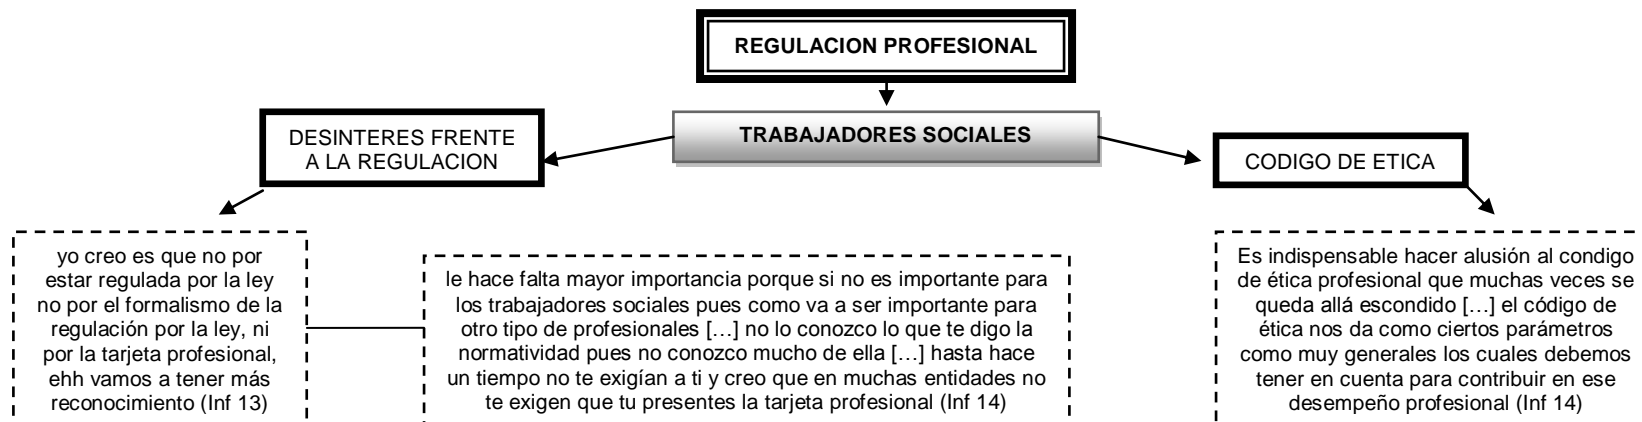 REGULACION PROFESIONAL
TRABAJADORES SOCIALES
DESINTERES FRENTE
A LA REGULACION
CODIGO DE ETICA
yo creo es que no por
estar regulada por la ley
no por el formalismo de la
regulación por la ley, ni
por la tarjeta profesional,
ehh vamos a tener más
reconocimiento (Inf 13)
le hace falta mayor importancia porque si no es importante para
los trabajadores sociales pues como va a ser importante para
otro tipo de profesionales […] no lo conozco lo que te digo la
normatividad pues no conozco mucho de ella […] hasta hace
un tiempo no te exigían a ti y creo que en muchas entidades no
te exigen que tu presentes la tarjeta profesional (Inf 14)
Es indispensable hacer alusión al condigo
de ética profesional que muchas veces se
queda allá escondido […] el código de
ética nos da como ciertos parámetros
como muy generales los cuales debemos
tener en cuenta para contribuir en ese
desempeño profesional (Inf 14)